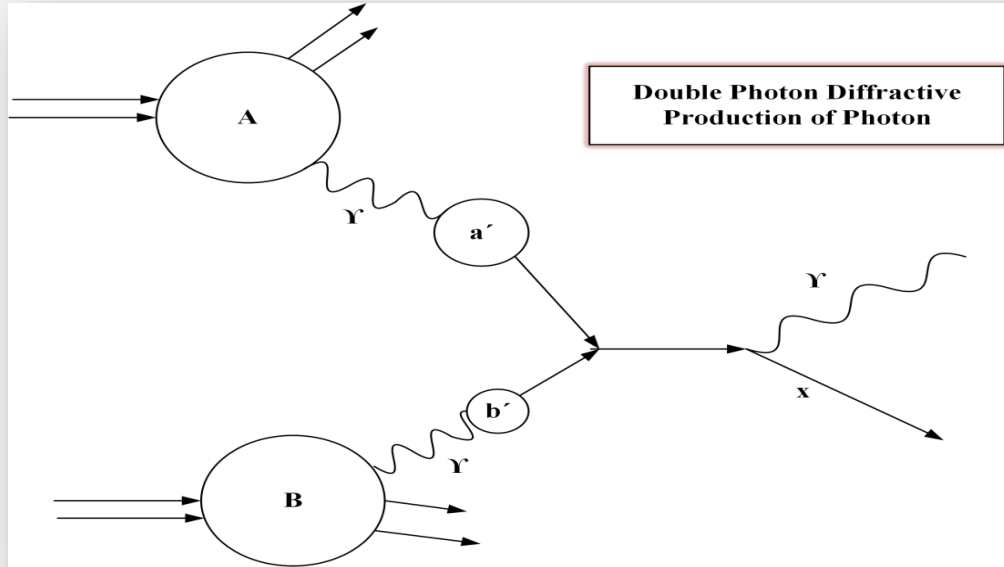 Double Photon Diffractive
Production of Photon
A
ϒ
a´
ϒ
x
b´
ϒ
B